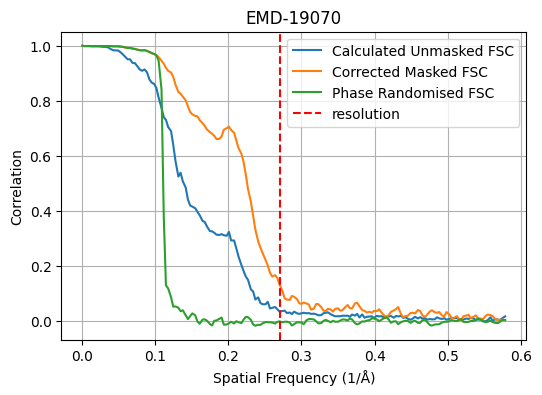 EMD-19070
Calculated Unmasked FSC
Corrected Masked FSC
Phase Randomised FSC
resolution
Correlation
1.0
0.8
0.6
0.4
0.2
0.0
0.0 0.1 0.2 0.3 0.4 0.5 0.6
Spatial Frequency (1/Å)